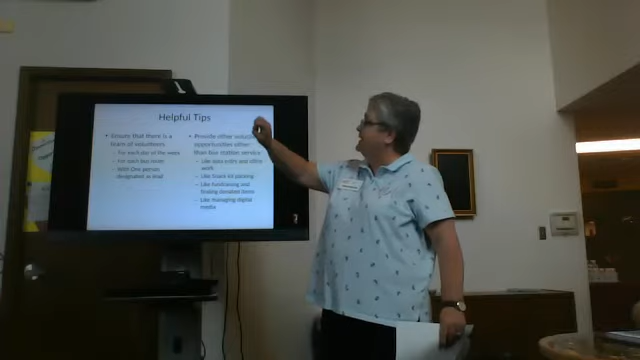 Helpful Tips
• Ensure that there is a
team of volunteers
– For each day of the week
– For each bus route
– With One person
designated as lead
• Provide other volunteer
opportunities other
than bus station service
– Like data entry and office
work
– Like Snack kit packing
– Like fundraising and
finding donated items
– Like managing digital
media